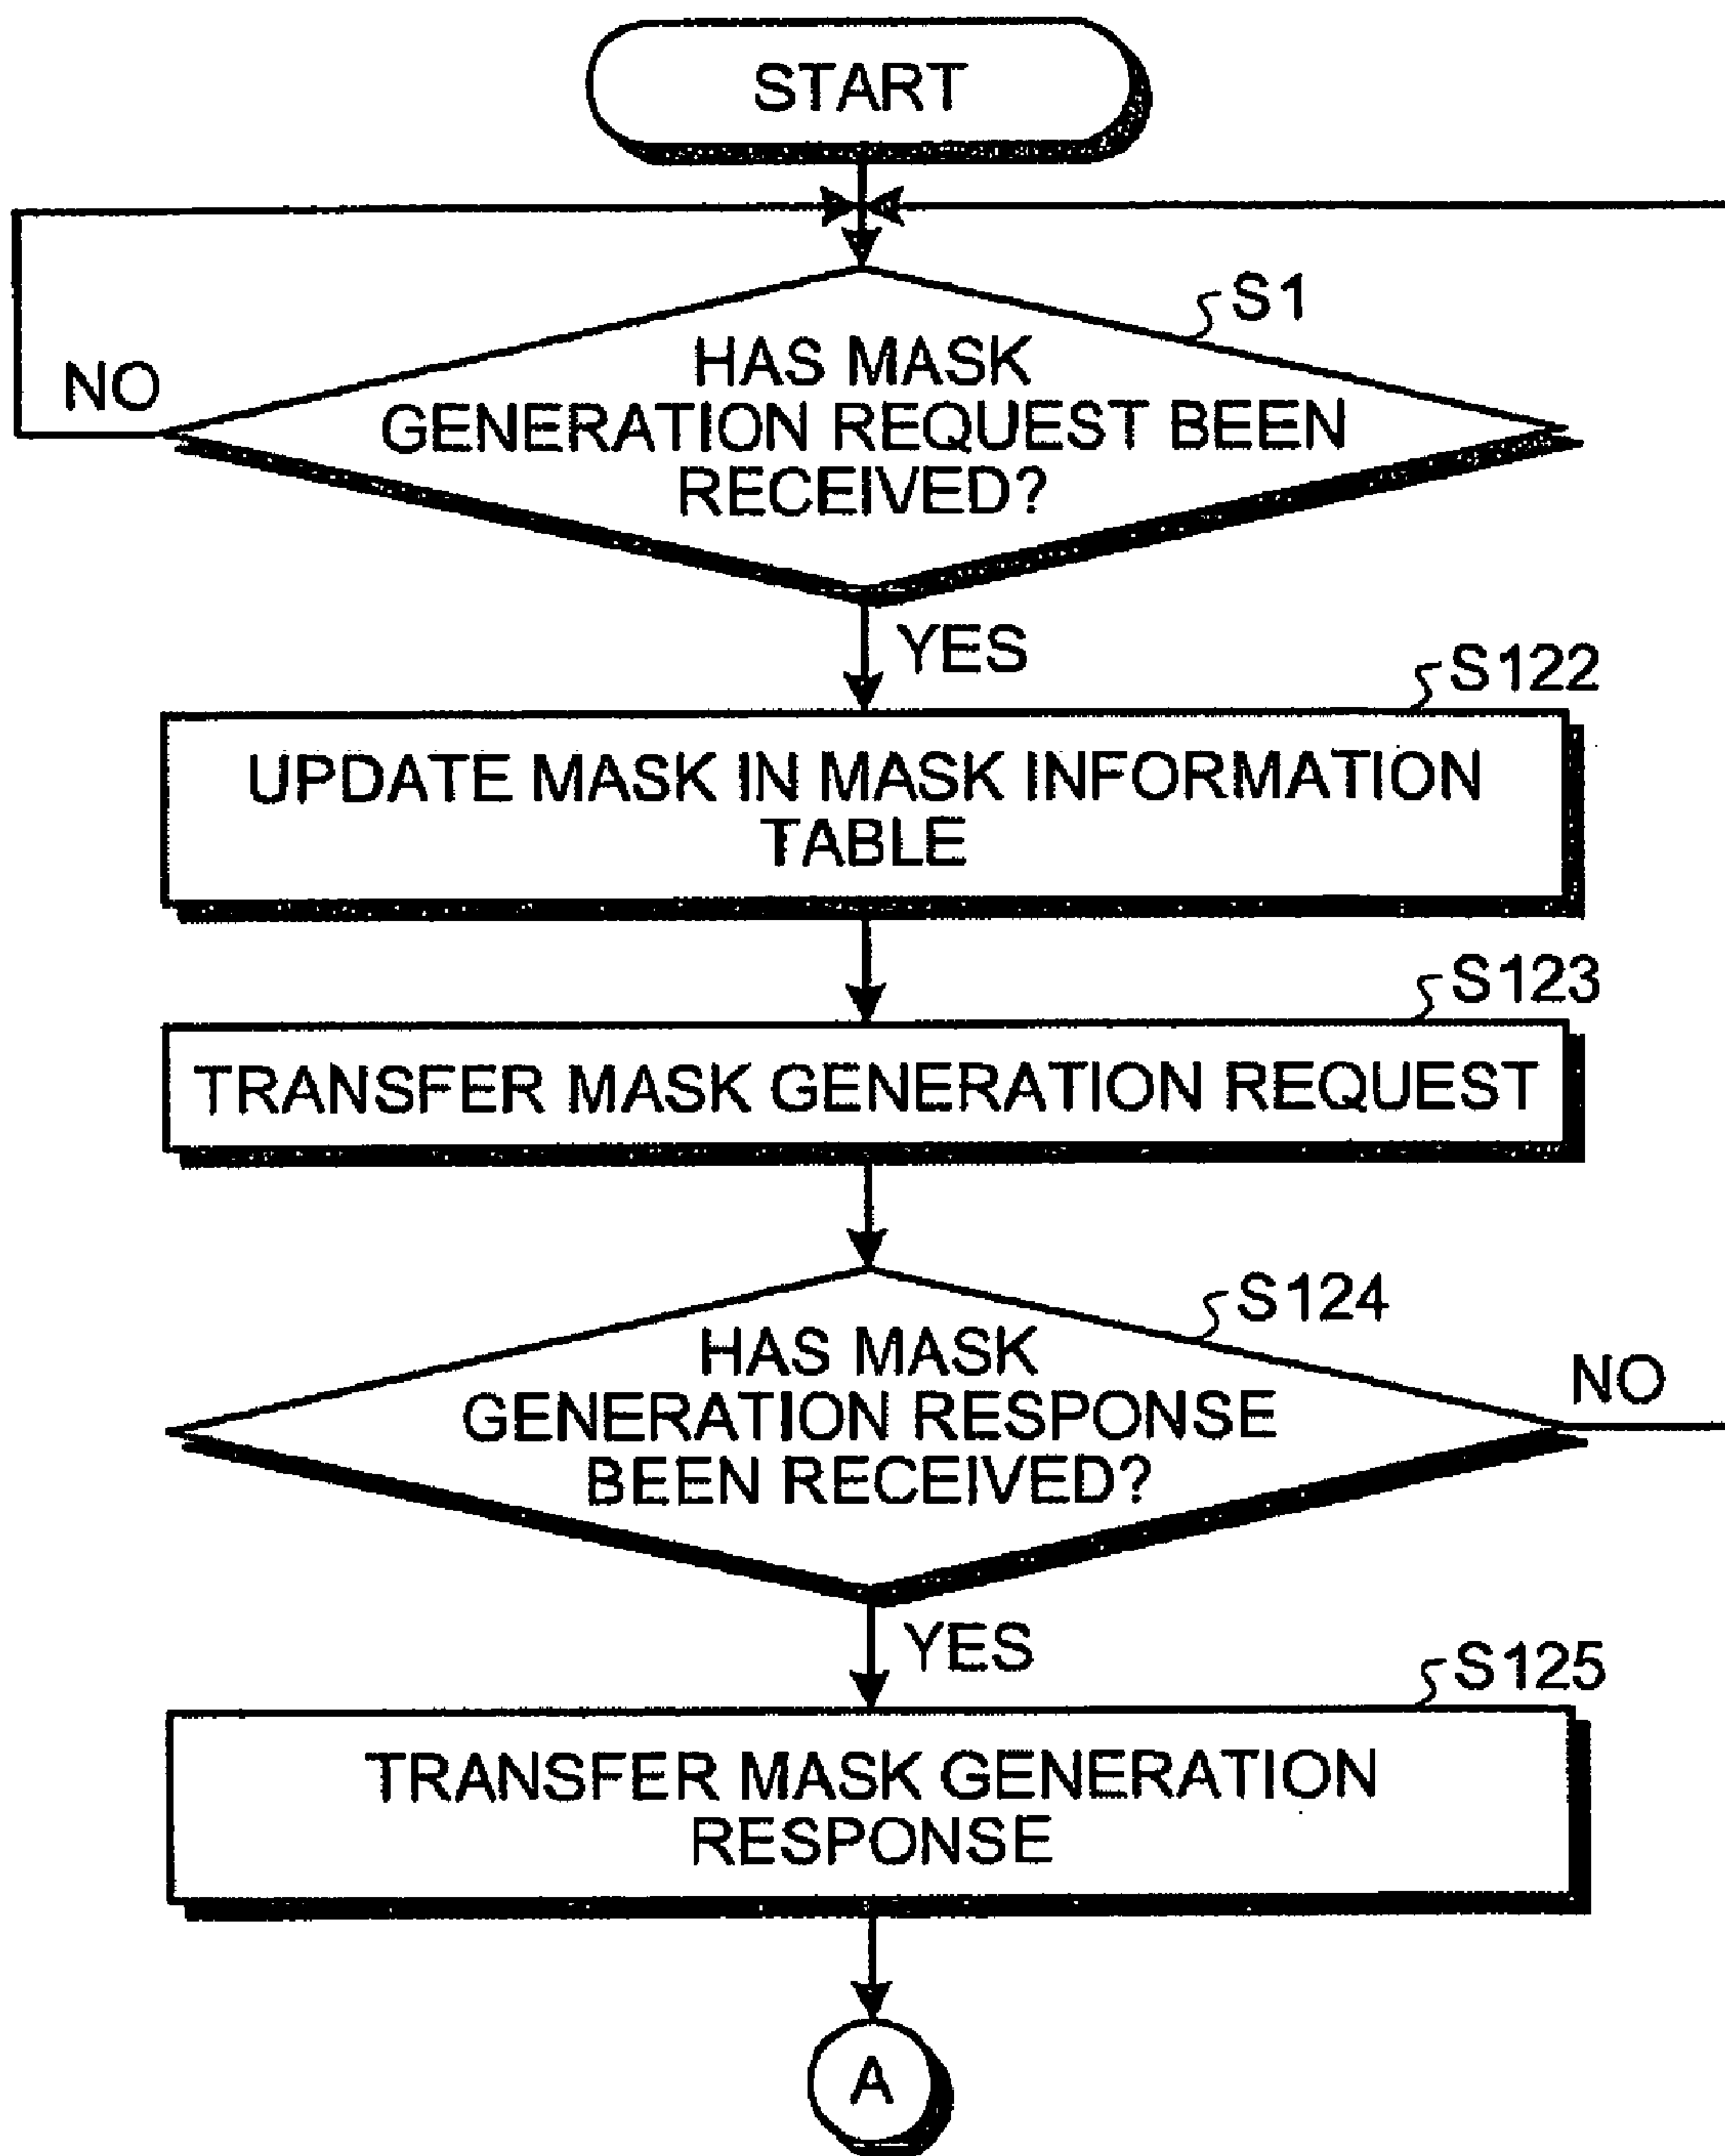 START
S1
HAS MASK
GENERATION REQUEST BEEN
RECEIVED?
NO
YES
S122
UPDATE MASK IN MASK INFORMATION
TABLE
S123
TRANSFER MASK GENERATION REQUEST
S124
HAS MASK
GENERATION RESPONSE
BEEN RECEIVED?
NO
YES
S125
TRANSFER MASK GENERATION
RESPONSE
A